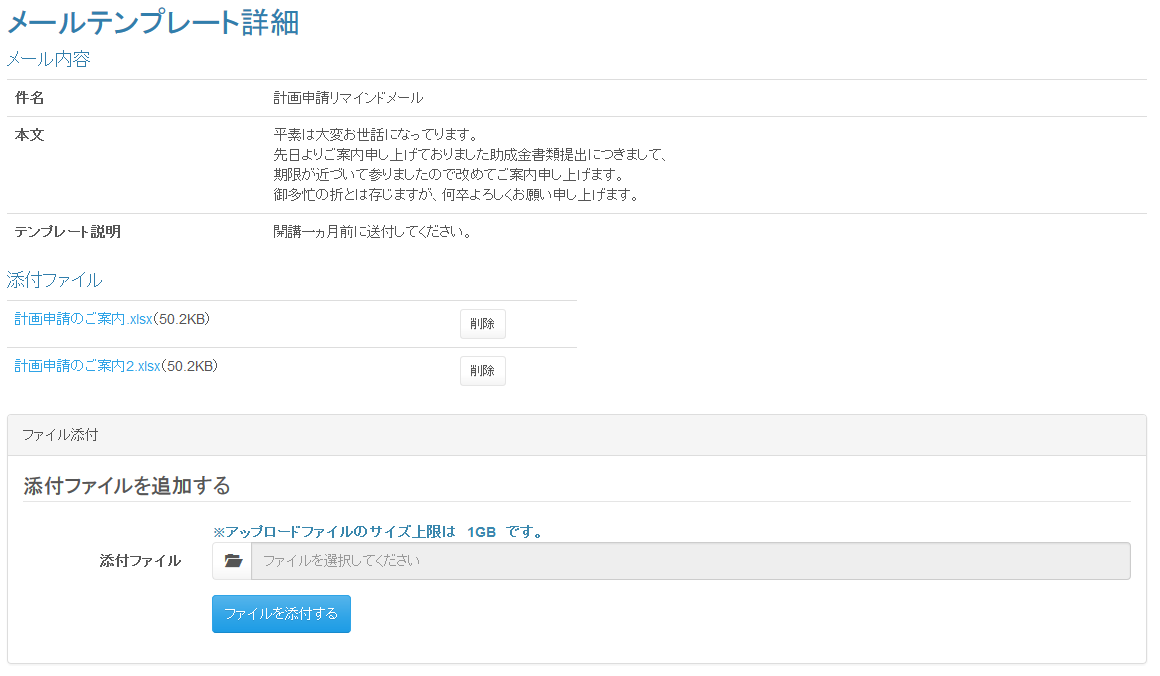 メールテンプレート詳細
メール内容
件名 計画申請リマインドメール
本文 平素は大変お世話になってります。
先日よりご案内申し上げておりました助成金書類提出につきまして、
期限が近づいて参りましたので改めてご案内申し上げます。
御多忙の折とは存じますが、何卒よろしくお願い申し上げます。
テンプレート説明 開講一ヵ月前に送付してください。
添付ファイル
計画申請のご案内.xlsx(50.2KB) 削除
計画申請のご案内2.xlsx(50.2KB) 削除
ファイル添付
添付ファイルを追加する
※アップロードファイルのサイズ上限は 1GB です。
添付ファイル ファイルを選択してください
ファイルを添付する